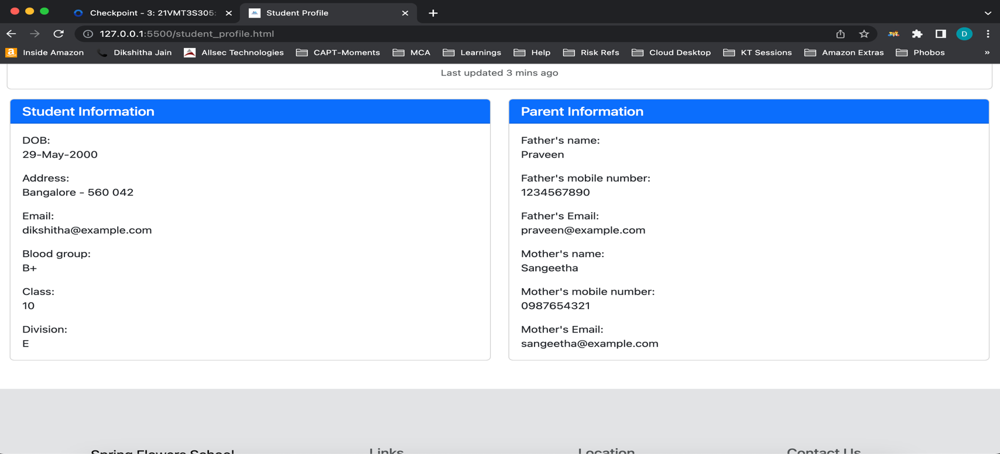 Checkpoint - 3: 21VMT3S305:
Student Profile
127.0.0.1:5500/student_profile.html
D
Inside Amazon
Dikshitha Jain
Allsec Technologies
CAPT-Moments
MCA
Learnings
Help
Risk Refs
Cloud Desktop
KT Sessions
Amazon Extras
Phobos
»
Last updated 3 mins ago
Student Information
DOB:
29-May-2000
Address:
Bangalore - 560 042
Email:
dikshitha@example.com
Blood group:
B+
Class:
10
Division:
E
Parent Information
Father's name:
Praveen
Father's mobile number:
1234567890
Father's Email:
praveen@example.com
Mother's name:
Sangeetha
Mother's mobile number:
0987654321
Mother's Email:
sangeetha@example.com
Spring Flowers School
Links
Location
Contact Us